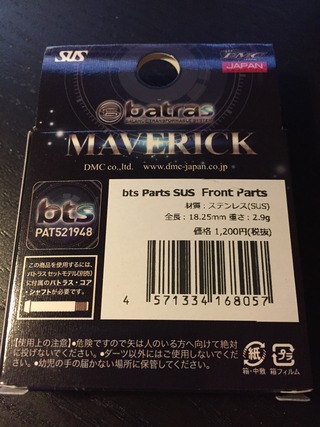 SUS
DMC
JAPAN
batras
MAVERICK
DMC co.,ltd. www.dmc-japan.co.jp
bts Parts SUS Front Parts
材質：ステンレス(SUS)
全長：18.25mm 重さ：2.9g
価格 1,200円(税抜)
bts
PAT521948
この商品を使用するには、
バトラス セットモデル(別売)
に付属のバトラス・コア・
シャフトが必要です。
4 571334 168057
【使用上の注意】●危険ですので矢は人のいる方へ向けて絶対
に投げないでください。●ダーツ以外にはご使用しないでくだ
さい。●幼児の手の届かない場所に保管してください。
紙
箱・中敷
プラ
箱フィルム